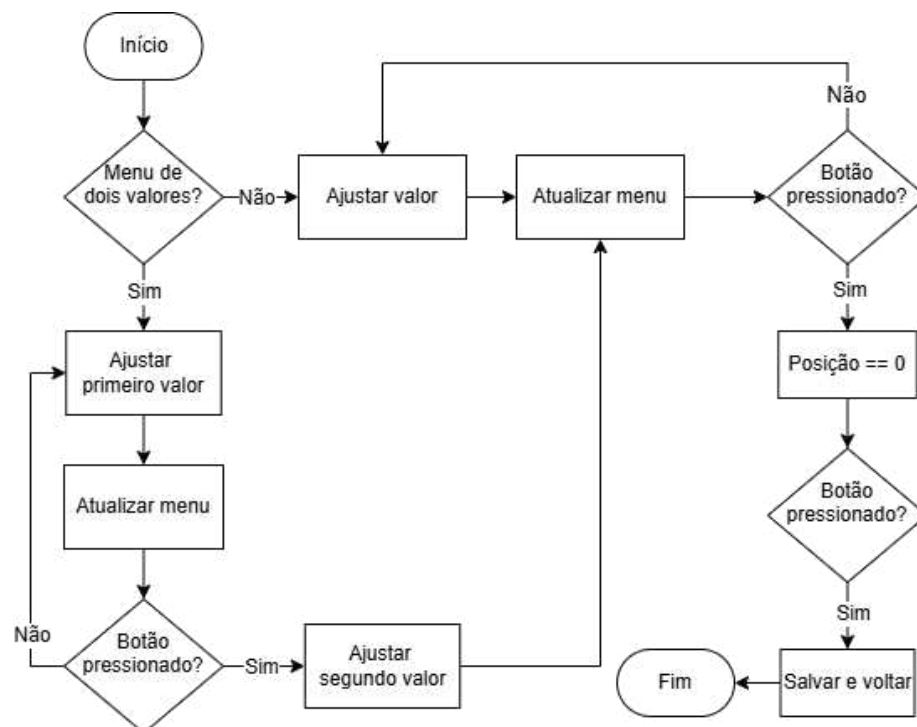 Início
Menu de
dois valores?
Não
Ajustar valor
Atualizar menu
Botão
pressionado?
Não
Sim
Sim
Ajustar
primeiro valor
Atualizar menu
Botão
pressionado?
Não
Sim
Ajustar
segundo valor
Posição == 0
Botão
pressionado?
Sim
Salvar e voltar
Fim